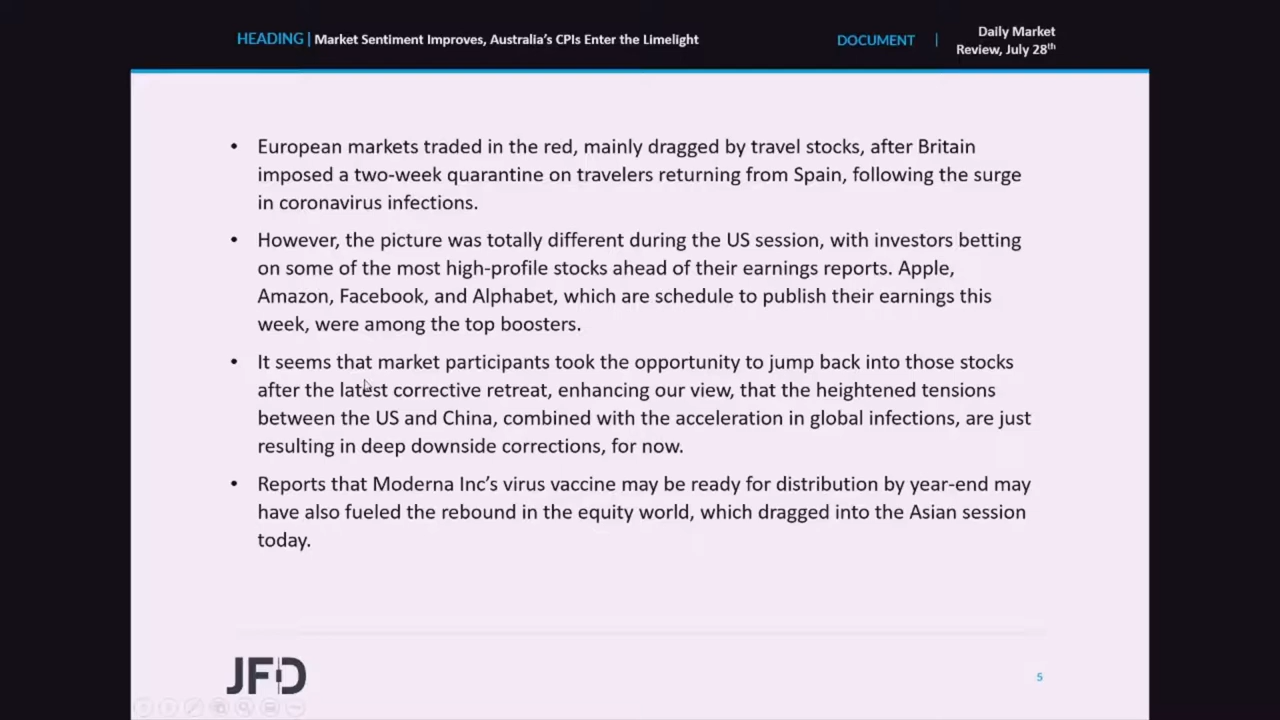 HEADING | Market Sentiment Improves, Australia's CPIs Enter the Limelight
DOCUMENT | Daily Market
Review, July 28th
• European markets traded in the red, mainly dragged by travel stocks, after Britain
imposed a two-week quarantine on travelers returning from Spain, following the surge
in coronavirus infections.
• However, the picture was totally different during the US session, with investors betting
on some of the most high-profile stocks ahead of their earnings reports. Apple,
Amazon, Facebook, and Alphabet, which are schedule to publish their earnings this
week, were among the top boosters.
• It seems that market participants took the opportunity to jump back into those stocks
after the latest corrective retreat, enhancing our view, that the heightened tensions
between the US and China, combined with the acceleration in global infections, are just
resulting in deep downside corrections, for now.
• Reports that Moderna Inc's virus vaccine may be ready for distribution by year-end may
have also fueled the rebound in the equity world, which dragged into the Asian session
today.
JFD
5